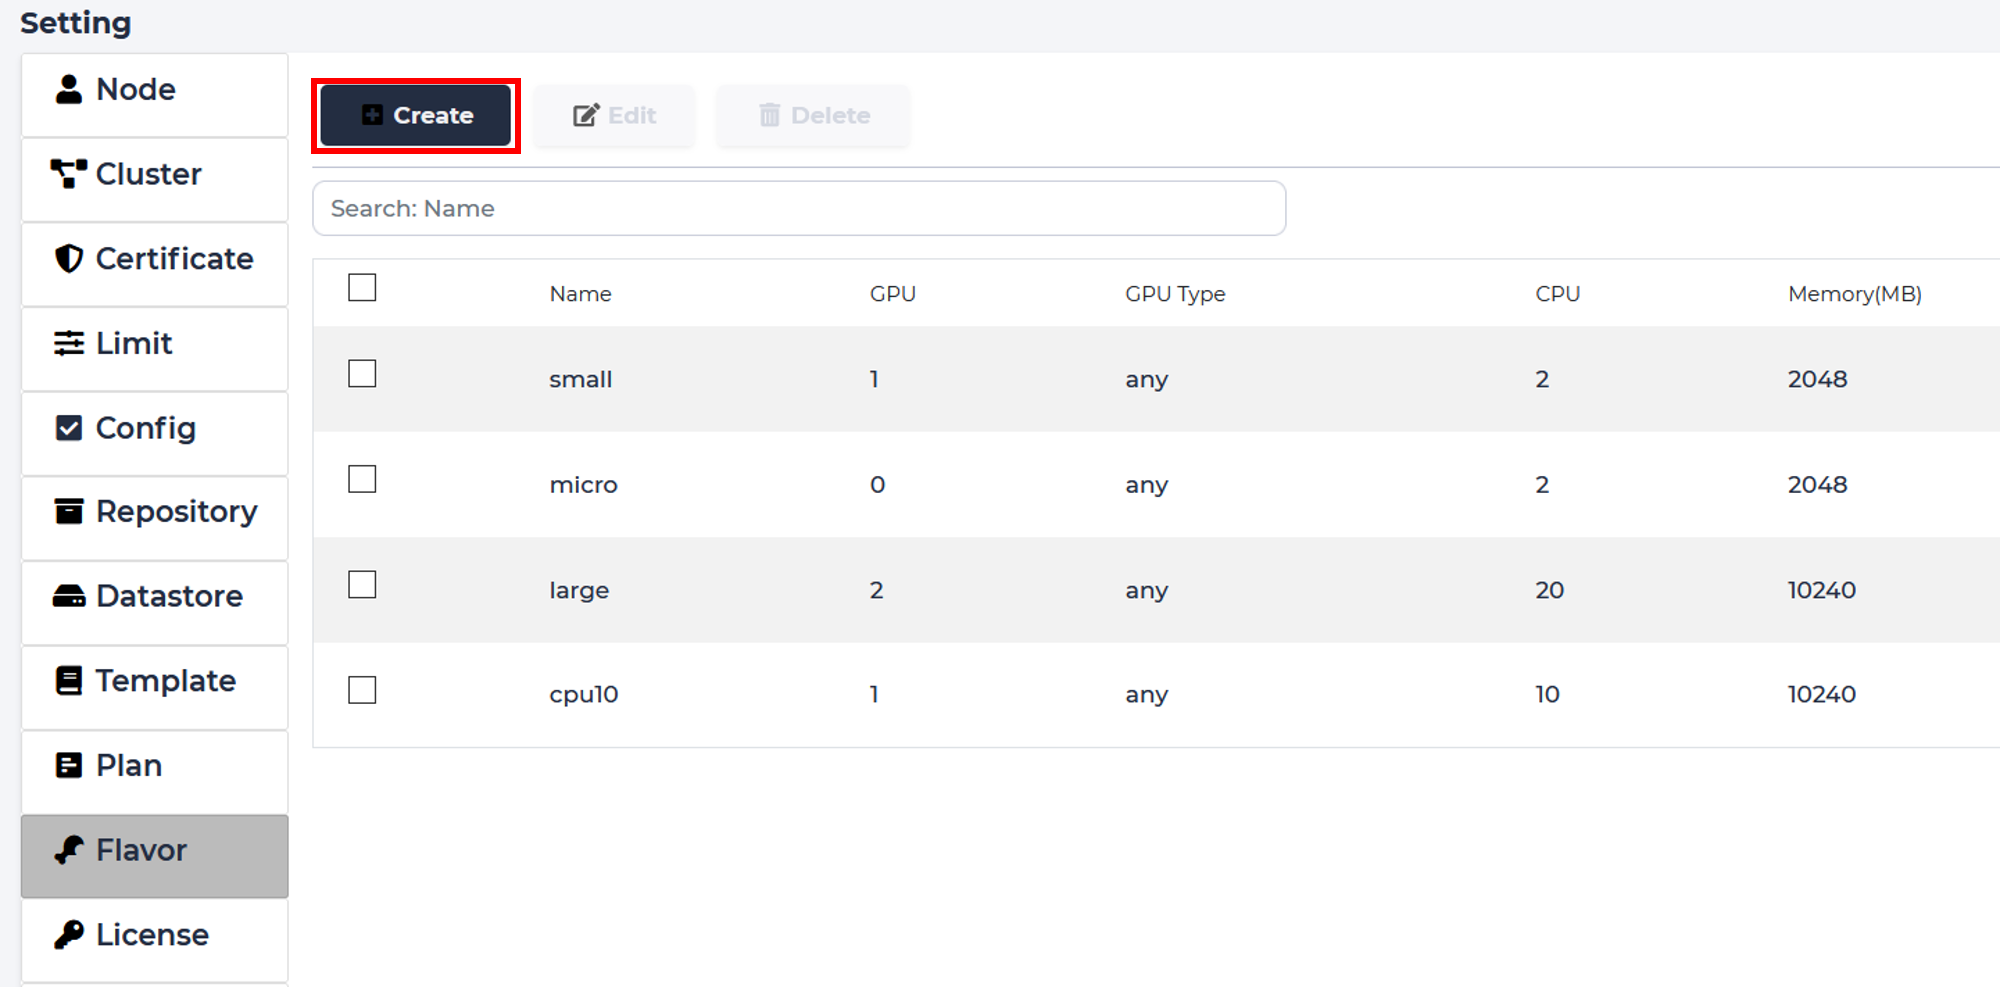 Setting
Node
Cluster
Certificate
Limit
Config
Repository
Datastore
Template
Plan
Flavor
License
Create Edit Delete
Search: Name
Name GPU GPU Type CPU Memory(MB)
small 1 any 2 2048
micro 0 any 2 2048
large 2 any 20 10240
cpu10 1 any 10 10240